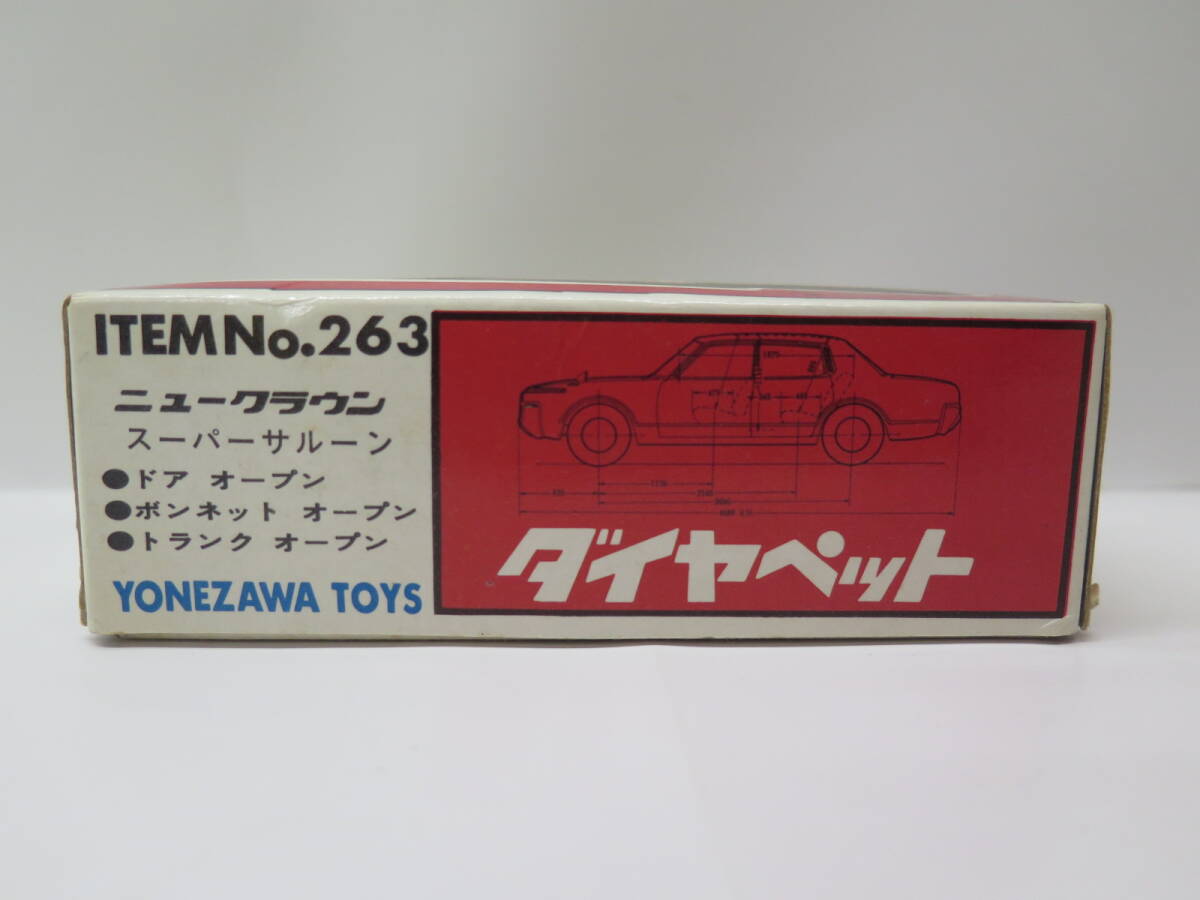 ITEM No.263
ニュークラウン
スーパーサルーン
●ドア オープン
●ボンネット オープン
●トランク オープン
YONEZAWA TOYS
ダイヤペット